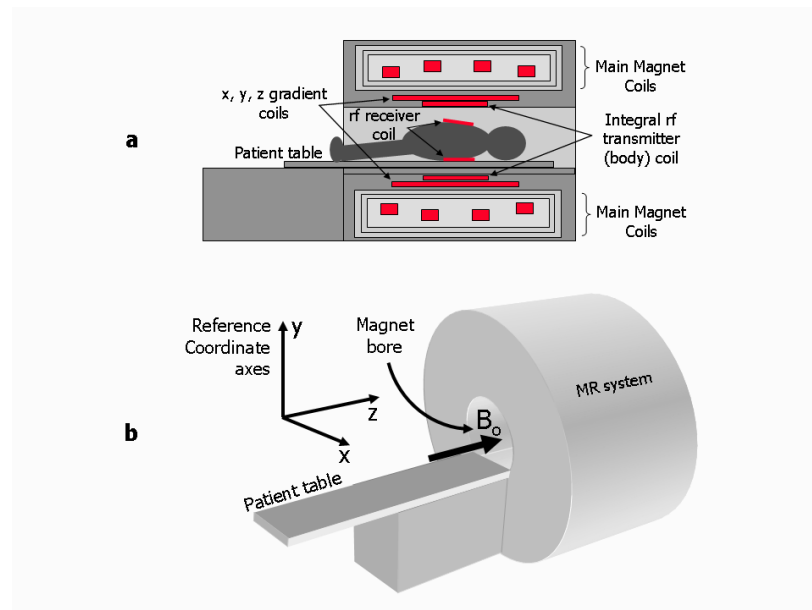 Main Magnet
Coils
x, y, z gradient
coils
rf receiver
coil
Integral rf
transmitter
(body) coil
a
Patient table
Main Magnet
Coils
Reference
Coordinate
axes
y
z
x
Magnet
bore
MR system
Bo
b
Patient table